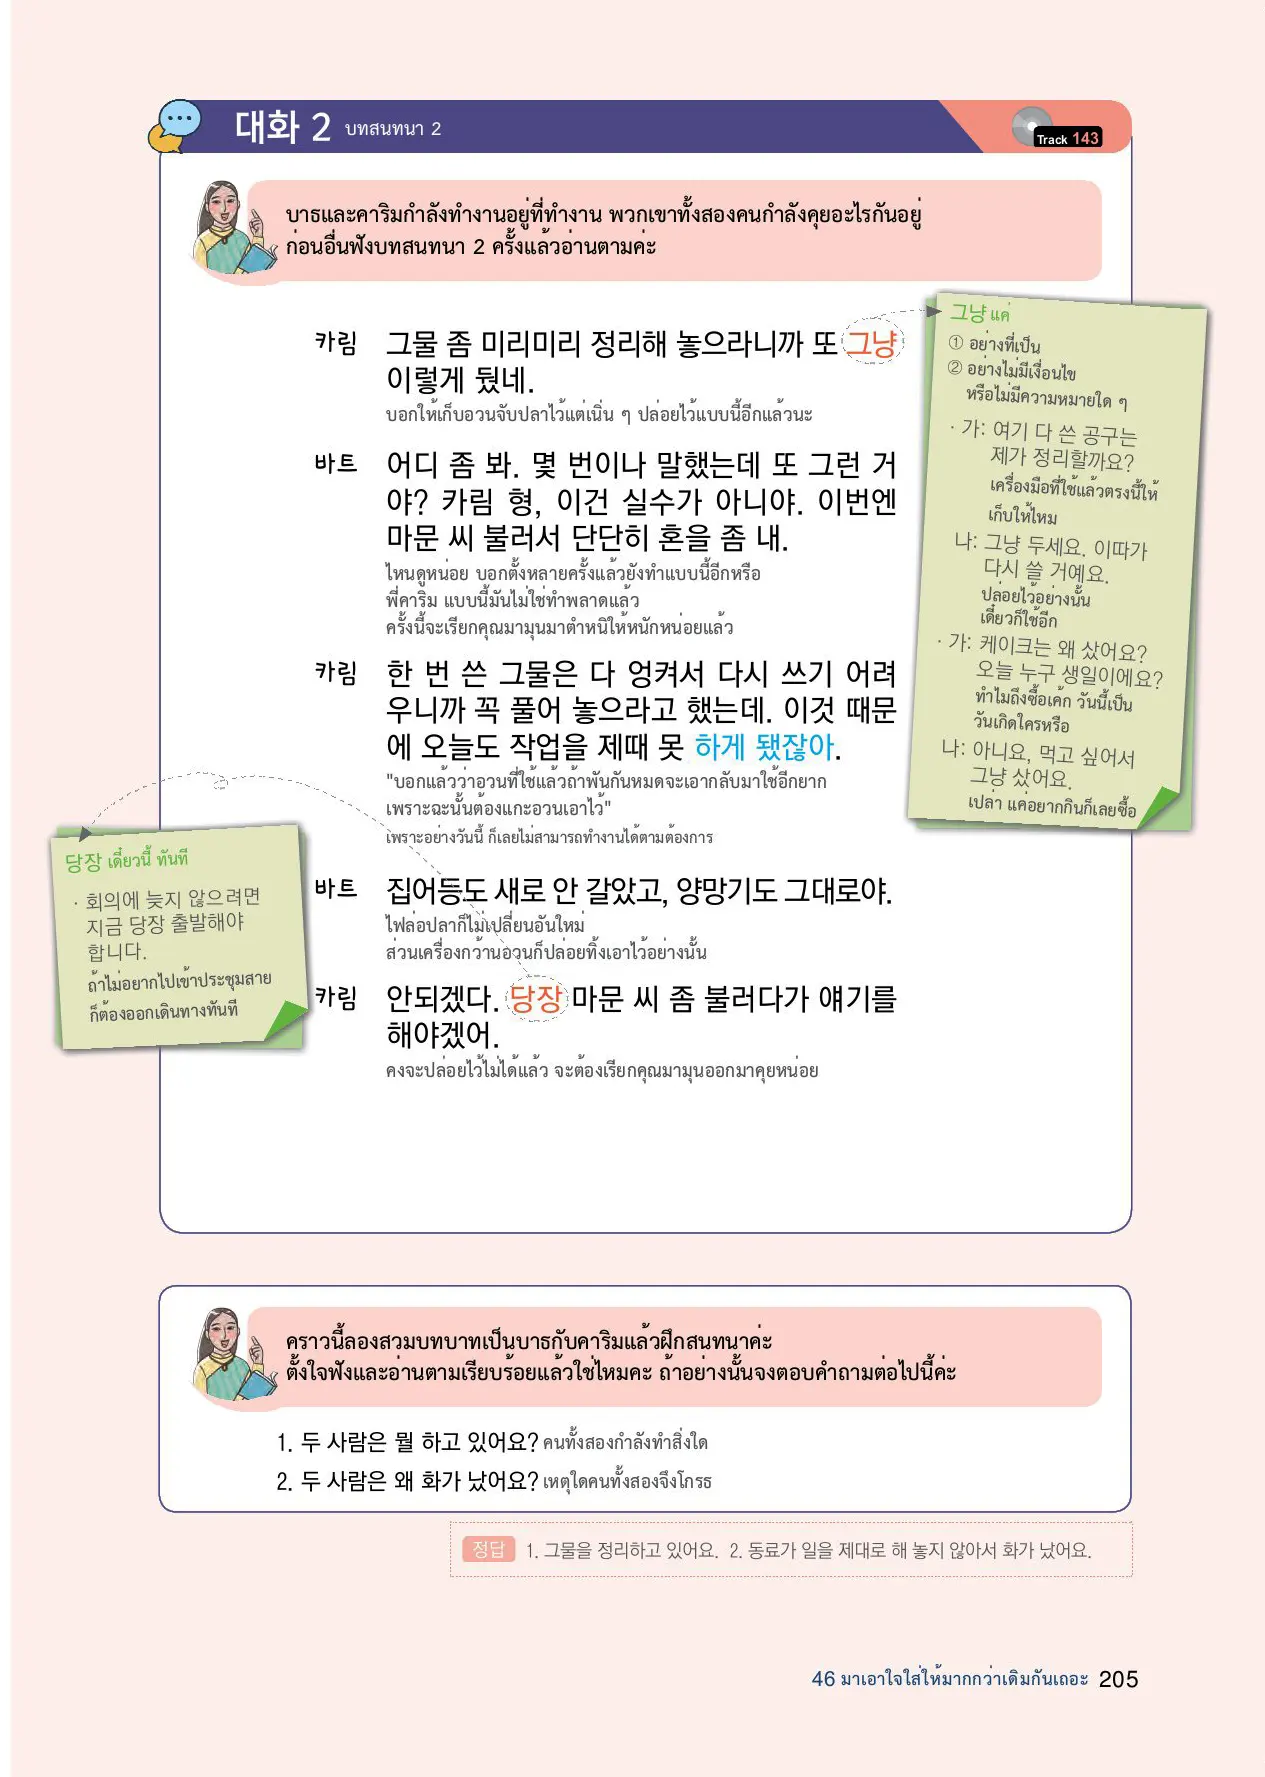 대화 2 บทสนทนา 2
Track 143
บาธและคาริมกำลังทำงานอยู่ที่ทำงาน พวกเขาทั้งสองคนกำลังคุยอะไรกันอยู่
ก่อนอื่นฟังบทสนทนา 2 ครั้งแล้วอ่านตามค่ะ
카림 그물 좀 미리미리 정리해 놓으라니까 또 그냥
이렇게 뒀네.
บอกให้เก็บอวนจับปลาไว้แต่เนิ่น ๆ ปล่อยไว้แบบนี้อีกแล้วนะ
바트 어디 좀 봐. 몇 번이나 말했는데 또 그런 거
야? 카림 형, 이건 실수가 아니야. 이번엔
마문 씨 불러서 단단히 혼을 좀 내.
ไหนดูหน่อย บอกตั้งหลายครั้งแล้วยังทำแบบนี้อีกหรือ
พี่คาริม แบบนี้มันไม่ใช่ทำพลาดแล้ว
ครั้งนี้จะเรียกคุณมามุนมาตำหนิให้หนักหน่อยแล้ว
카림 한 번 쓴 그물은 다 엉켜서 다시 쓰기 어려
우니까 꼭 풀어 놓으라고 했는데. 이것 때문
에 오늘도 작업을 제때 못 하게 됐잖아.
"บอกแล้วว่าอวนที่ใช้แล้วถ้าพันกันหมดจะเอากลับมาใช้อีกยาก
เพราะฉะนั้นต้องแกะอวนเอาไว้"
เพราะอย่างวันนี้ ก็เลยไม่สามารถทำงานได้ตามต้องการ
바트 집어등도 새로 안 갈았고, 양망기도 그대로야.
ไฟล่อปลาก็ไม่เปลี่ยนอันใหม่
ส่วนเครื่องกว้านอวนก็ปล่อยทิ้งเอาไว้อย่างนั้น
카림 안되겠다. 당장 마문 씨 좀 불러다가 얘기를
해야겠어.
คงจะปล่อยไว้ไม่ได้แล้ว จะต้องเรียกคุณมามุนออกมาคุยหน่อย
그냥 แค่
① อย่างที่เป็น
② อย่างไม่มีเงื่อนไข
หรือไม่มีความหมายใด ๆ
· 가: 여기 다 쓴 공구는
제가 정리할까요?
เครื่องมือที่ใช้แล้วตรงนี้ให้
เก็บให้ไหม
나: 그냥 두세요. 이따가
다시 쓸 거예요.
ปล่อยไว้อย่างนั้น
เดี๋ยวก็ใช้อีก
· 가: 케이크는 왜 샀어요?
오늘 누구 생일이에요?
ทำไมถึงซื้อเค้ก วันนี้เป็น
วันเกิดใครหรือ
나: 아니요, 먹고 싶어서
그냥 샀어요.
เปล่า แค่อยากกินก็เลยซื้อ
당장 เดี๋ยวนี้ ทันที
· 회의에 늦지 않으려면
지금 당장 출발해야
합니다.
ถ้าไม่อยากไปเข้าประชุมสาย
ก็ต้องออกเดินทางทันที
คราวนี้ลองสวมบทบาทเป็นบาธกับคาริมแล้วฝึกสนทนาค่ะ
ตั้งใจฟังและอ่านตามเรียบร้อยแล้วใช่ไหมคะ ถ้าอย่างนั้นจงตอบคำถามต่อไปนี้ค่ะ
1. 두 사람은 뭘 하고 있어요? คนทั้งสองกำลังทำสิ่งใด
2. 두 사람은 왜 화가 났어요? เหตุใดคนทั้งสองจึงโกรธ
정답 1. 그물을 정리하고 있어요. 2. 동료가 일을 제대로 해 놓지 않아서 화가 났어요.
46 มาเอาใจใส่ให้มากกว่าเดิมกันเถอะ 205